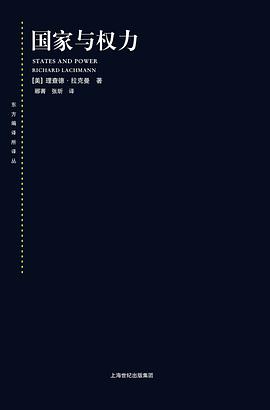 国家与权力
STATES AND POWER
RICHARD LACHMANN
[美] 理查德·拉克曼 著
郦菁 张昕 译
东方编译所译丛
上海世纪出版集团